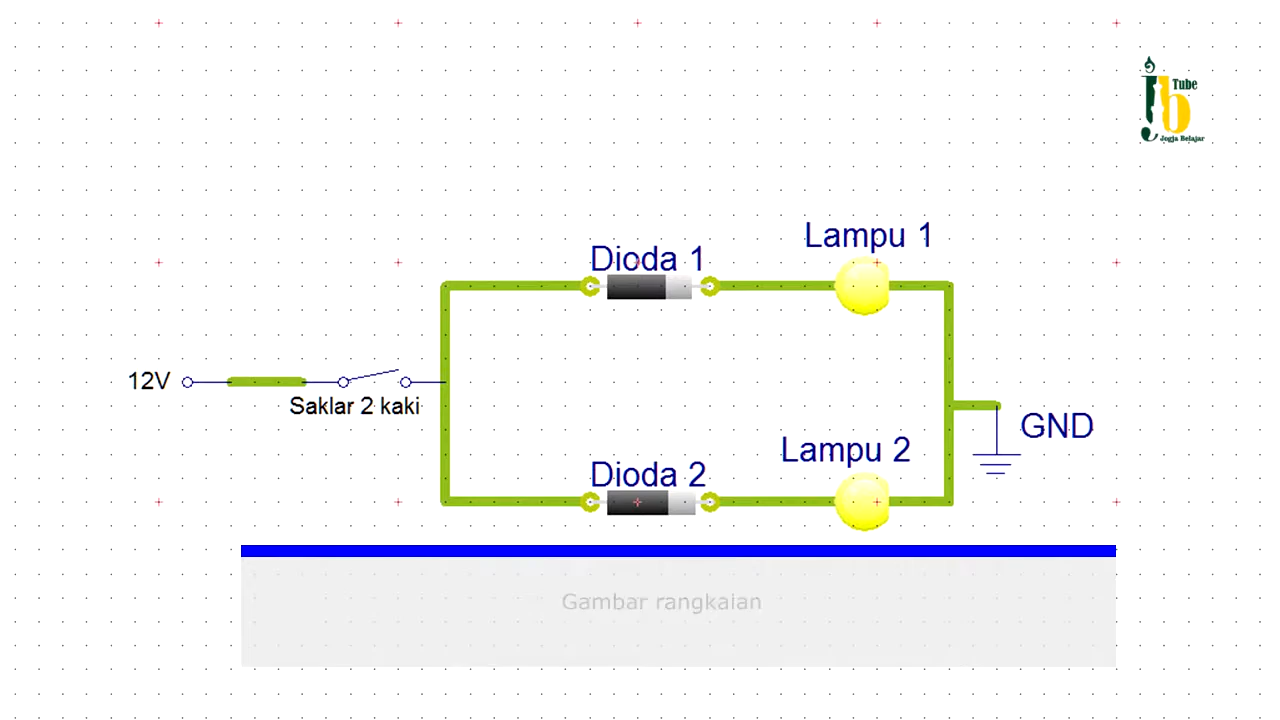 Tube
b
Jogja Belajar
Lampu 1
Dioda 1
12V
Saklar 2 kaki
GND
Lampu 2
Dioda 2
Gambar rangkaian